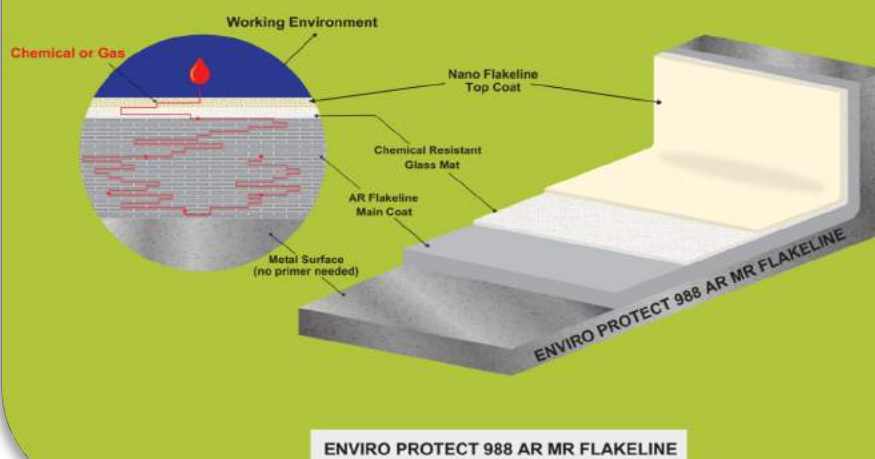 Working Environment
Chemical or Gas
Nano Flakeline
Top Coat
Chemical Resistant
Glass Mat
AR Flakeline
Main Coat
Metal Surface
(no primer needed)
ENVIRO PROTECT 988 AR MR FLAKELINE
ENVIRO PROTECT 988 AR MR FLAKELINE